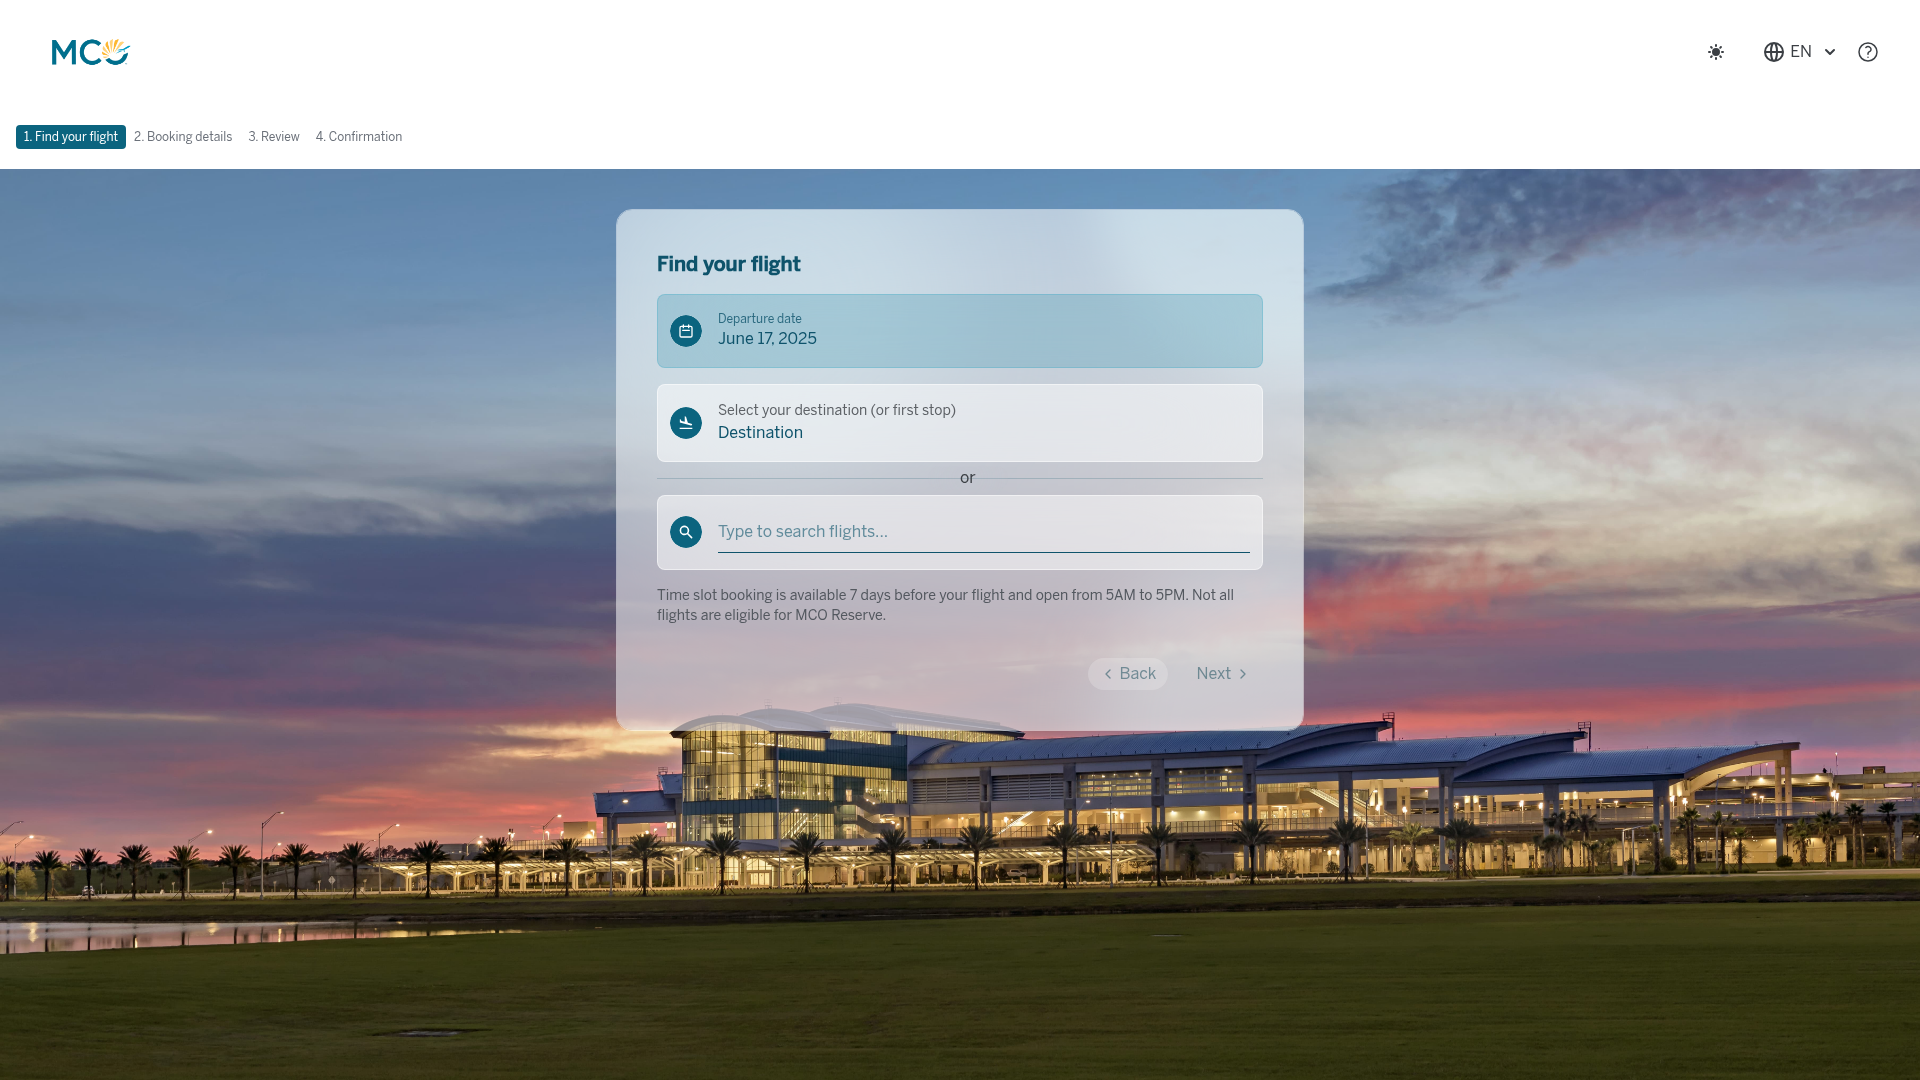 MCO
EN
1. Find your flight
2. Booking details
3. Review
4. Confirmation
Find your flight
Departure date
June 17, 2025
Select your destination (or first stop)
Destination
or
Type to search flights...
Time slot booking is available 7 days before your flight and open from 5AM to 5PM. Not all
flights are eligible for MCO Reserve.
Back
Next